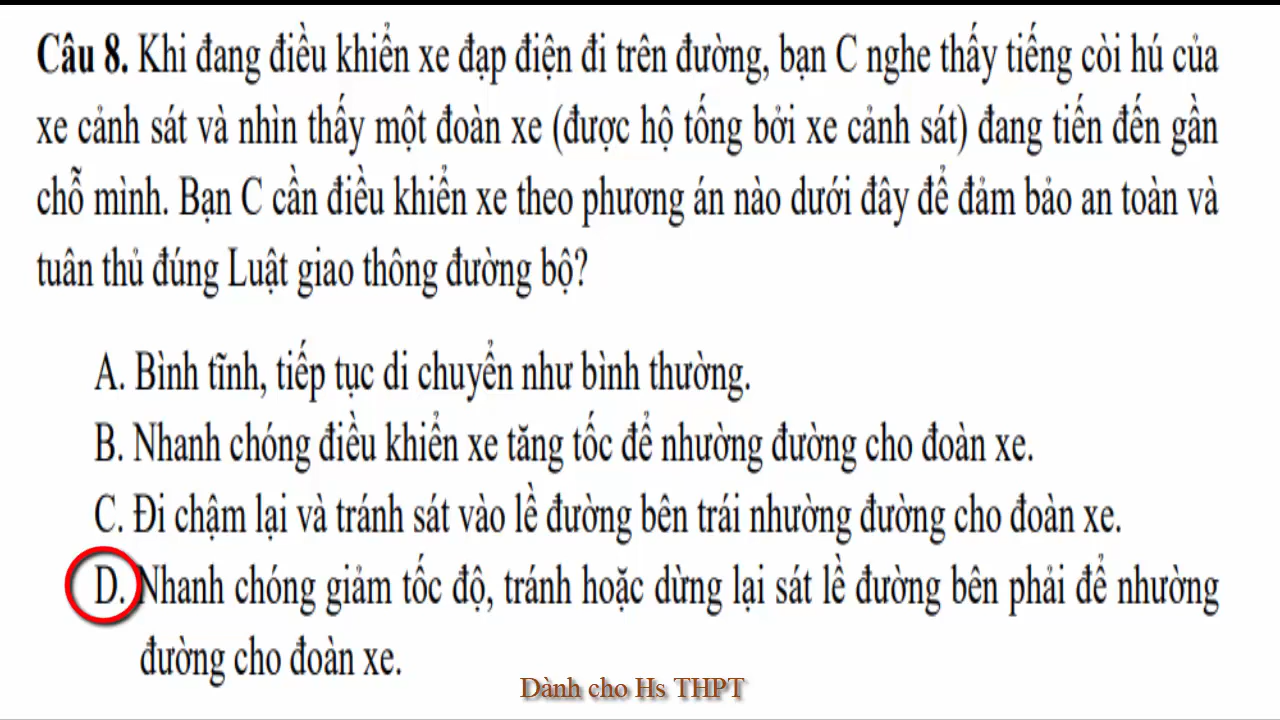 Câu 8. Khi đang điều khiển xe đạp điện đi trên đường, bạn C nghe thấy tiếng còi hú của
xe cảnh sát và nhìn thấy một đoàn xe (được hộ tống bởi xe cảnh sát) đang tiến đến gần
chỗ mình. Bạn C cần điều khiển xe theo phương án nào dưới đây để đảm bảo an toàn và
tuân thủ đúng Luật giao thông đường bộ?
A. Bình tĩnh, tiếp tục di chuyển như bình thường.
B. Nhanh chóng điều khiển xe tăng tốc để nhường đường cho đoàn xe.
C. Đi chậm lại và tránh sát vào lề đường bên trái nhường đường cho đoàn xe.
D. Nhanh chóng giảm tốc độ, tránh hoặc dừng lại sát lề đường bên phải để nhường
đường cho đoàn xe.
Dành cho Hs THPT